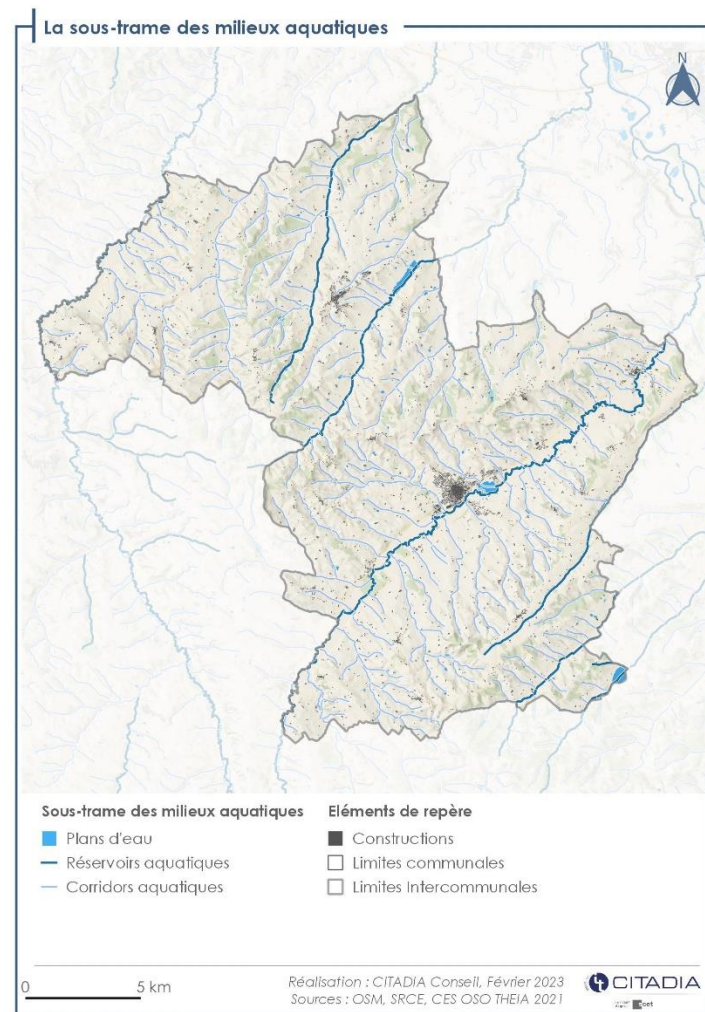 La sous-trame des milieux aquatiques
N
Sous-trame des milieux aquatiques
Plans d'eau
Réservoirs aquatiques
Corridors aquatiques
Eléments de repère
Constructions
Limites communales
Limites Intercommunales
0 5 km
Réalisation : CITADIA Conseil, Février 2023
Sources : OSM, SRCE, CES OSO THEIA 2021
CITADIA